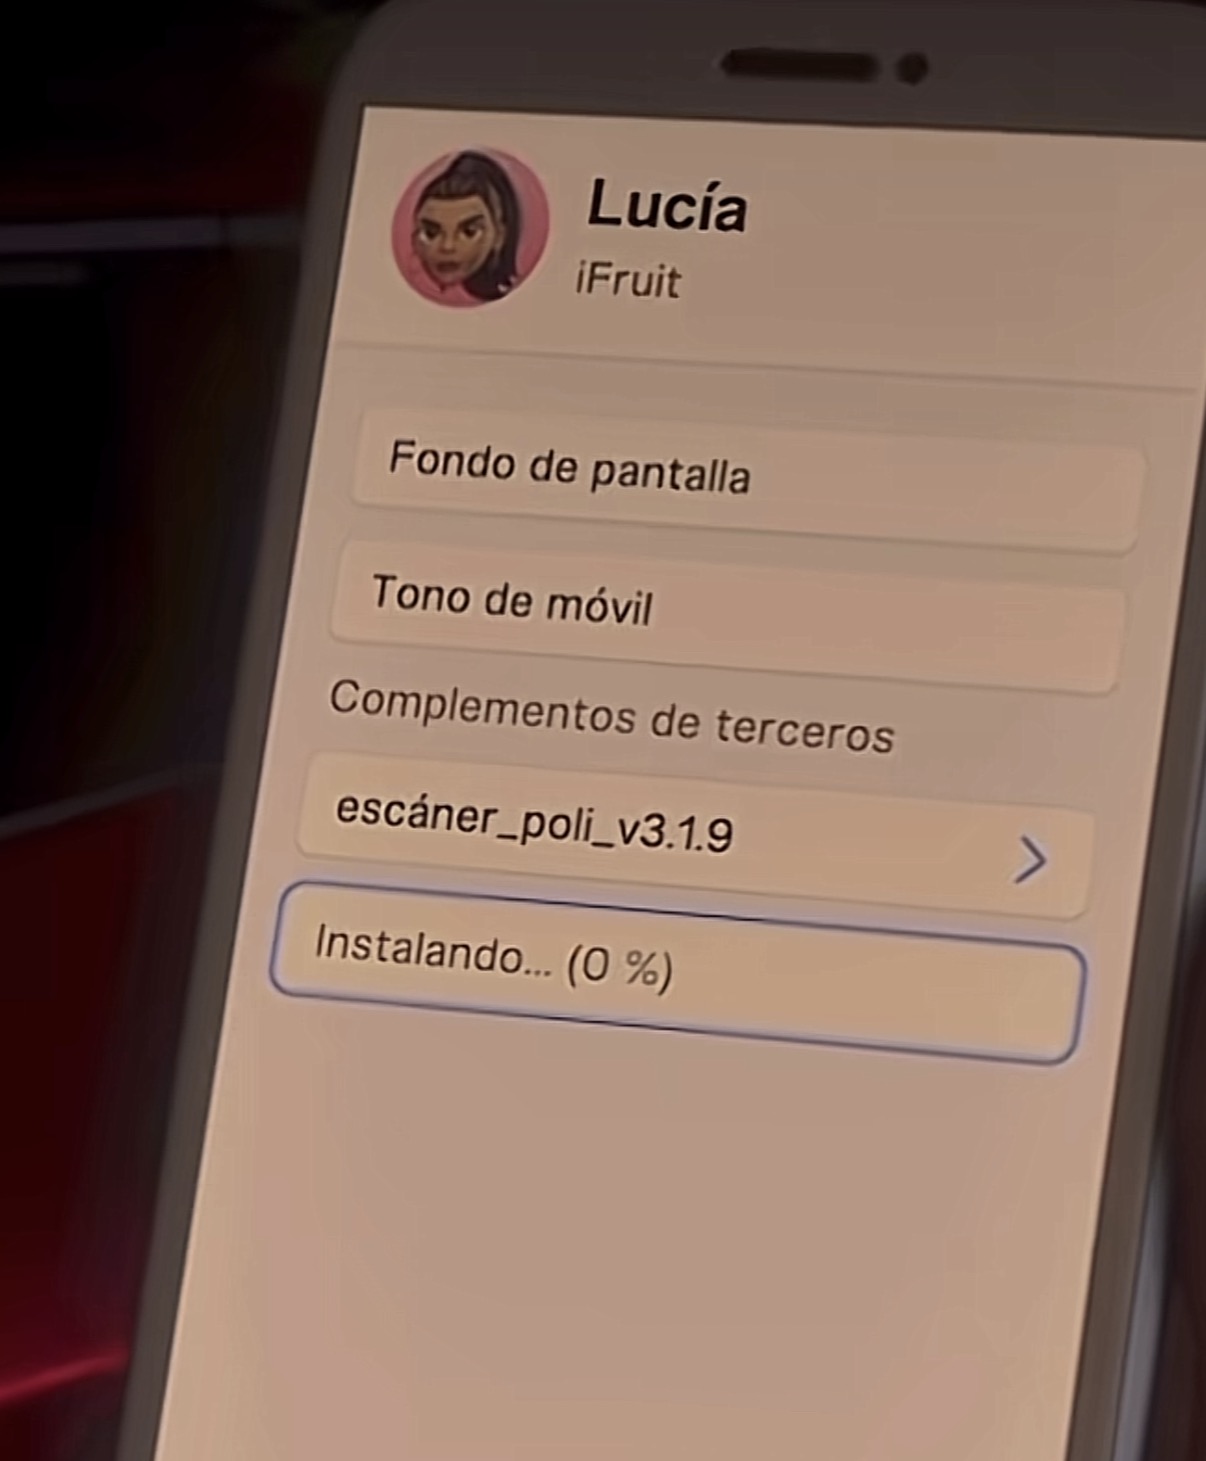 Lucía
iFruit
Fondo de pantalla
Tono de móvil
Complementos de terceros
escáner_poli_v3.1.9
Instalando... (0 %)